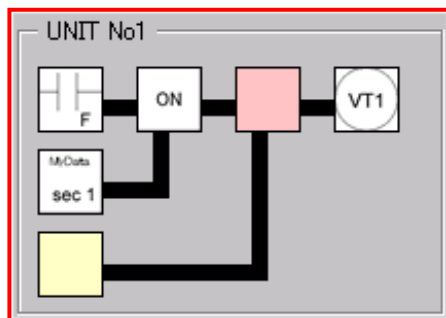 UNIT No1
F
ON
VT1
MyData
sec 1